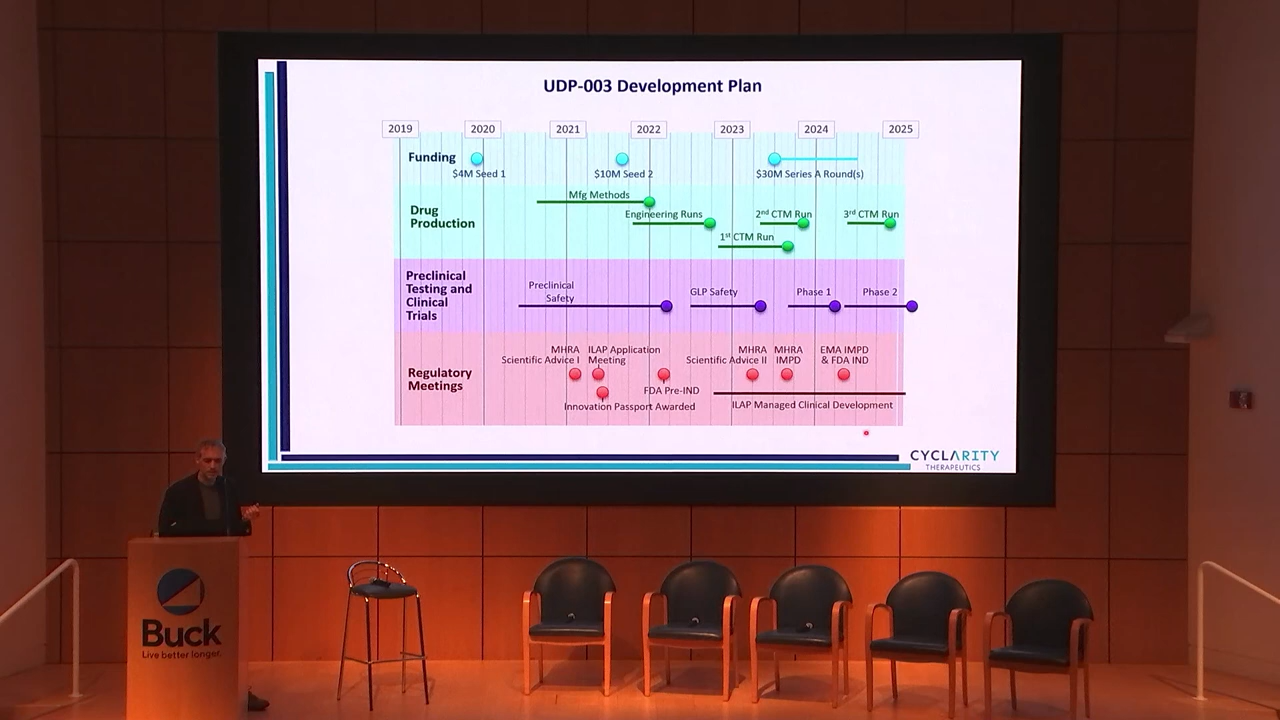 UDP-003 Development Plan
2019
2020
2021
2022
2023
2024
2025
Funding
$4M Seed 1
$10M Seed 2
$30M Series A Round(s)
Drug
Production
Mfg Methods
Engineering Runs
1st CTM Run
2nd CTM Run
3rd CTM Run
Preclinical
Testing and
Clinical
Trials
Preclinical
Safety
GLP Safety
Phase 1
Phase 2
Regulatory
Meetings
MHRA
Scientific Advice I
ILAP Application
Meeting
Innovation Passport Awarded
FDA Pre-IND
MHRA
Scientific Advice II
MHRA
IMPD
EMA IMPD
& FDA IND
ILAP Managed Clinical Development
CYCLARITY
THERAPEUTICS
Buck
Live better longer.